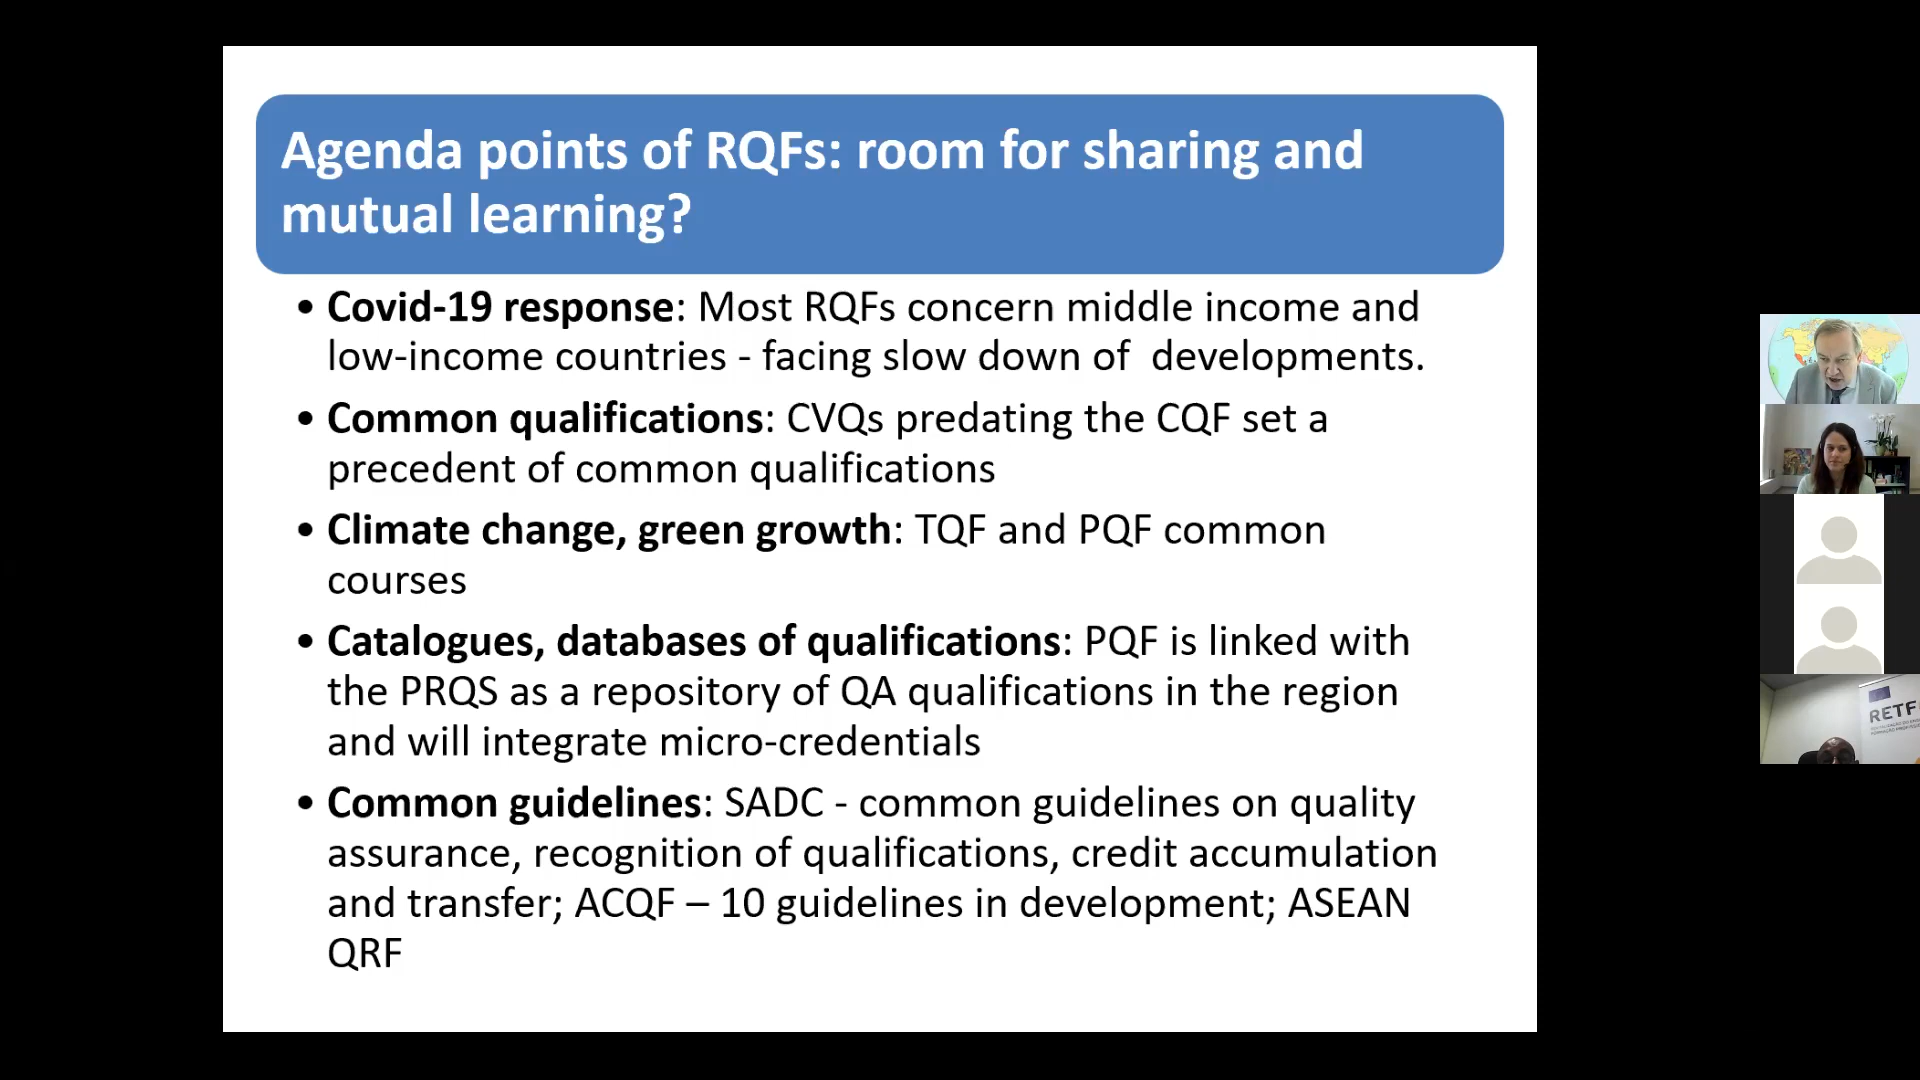 Agenda points of RQFs: room for sharing and
mutual learning?
• Covid-19 response: Most RQFs concern middle income and
low-income countries - facing slow down of  developments.
• Common qualifications: CVQs predating the CQF set a
precedent of common qualifications
• Climate change, green growth: TQF and PQF common
courses
• Catalogues, databases of qualifications: PQF is linked with
the PRQS as a repository of QA qualifications in the region
and will integrate micro-credentials
• Common guidelines: SADC - common guidelines on quality
assurance, recognition of qualifications, credit accumulation
and transfer; ACQF – 10 guidelines in development; ASEAN
QRF
RETF